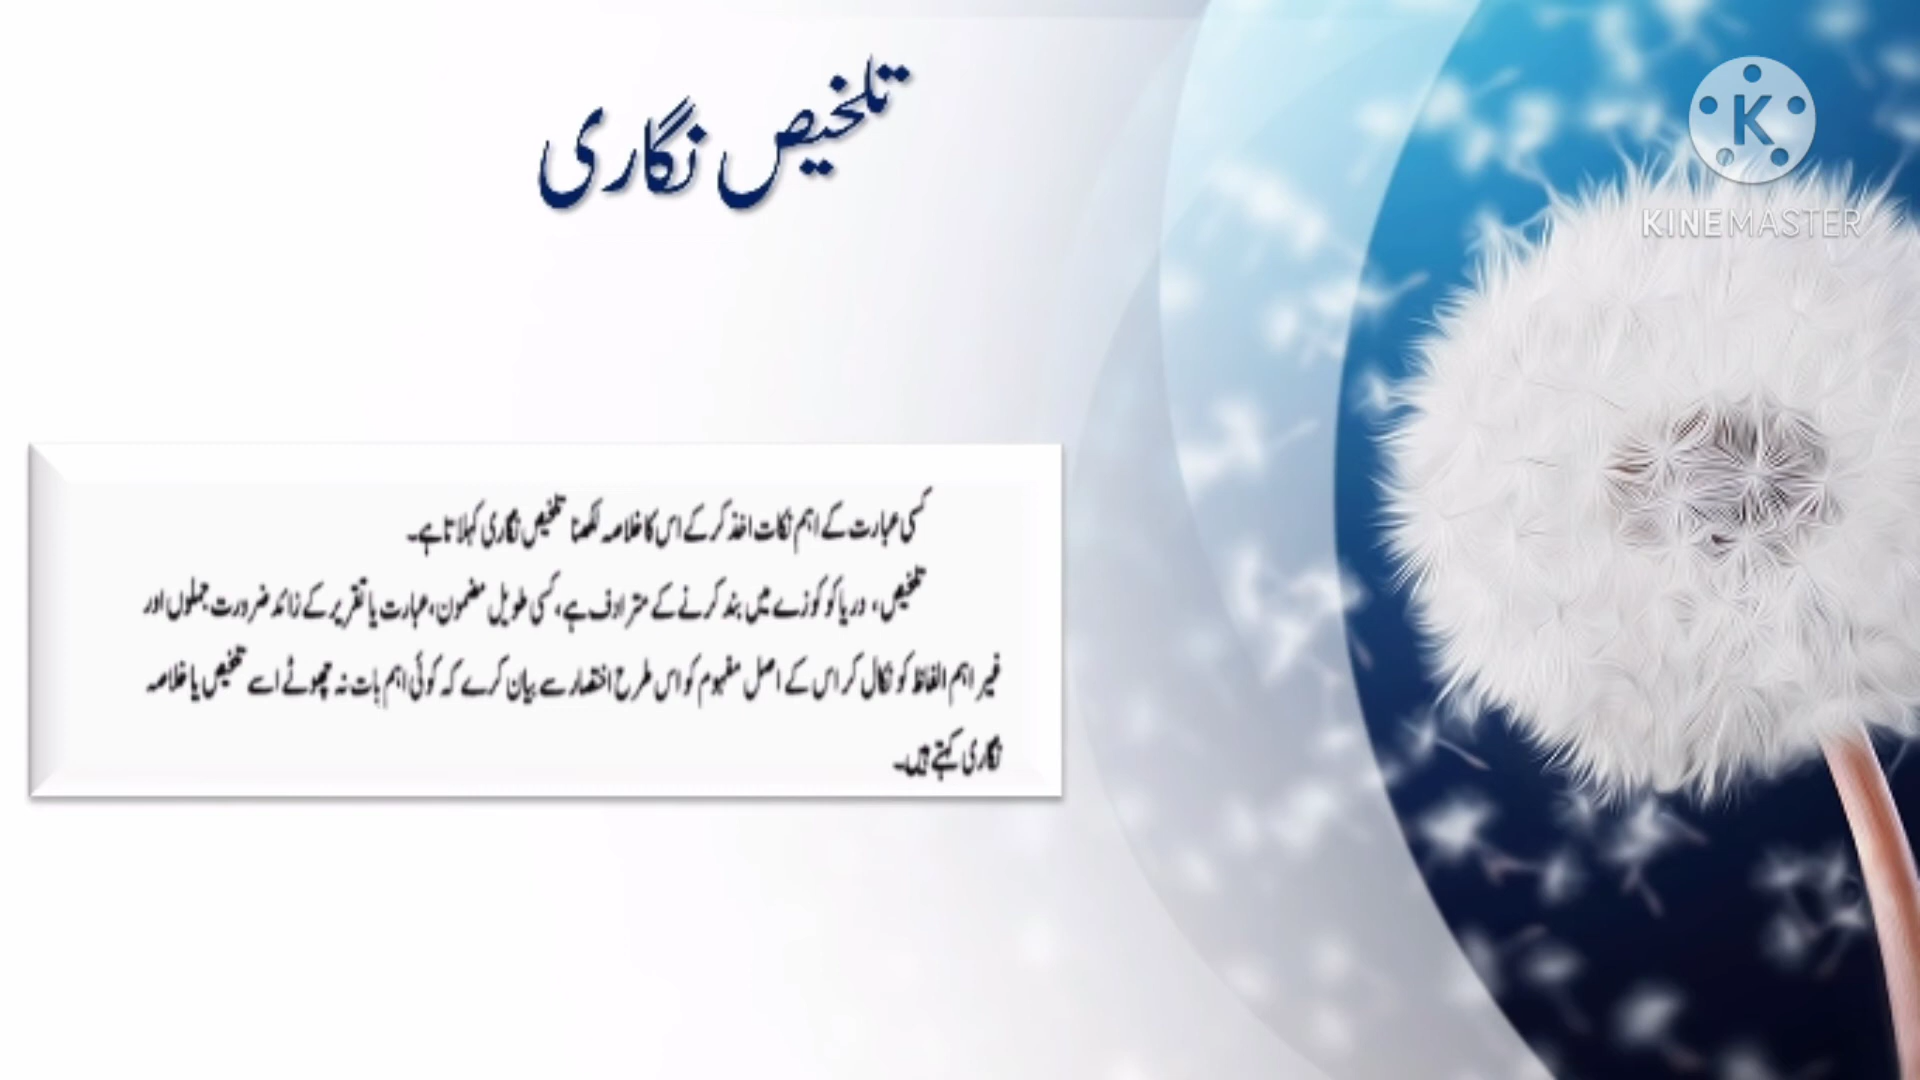 تلخیص نگاری
KINEMASTER
کسی عبارت کے اہم نکات اخذ کر کے اس کا خلاصہ لکھنا تلخیص نگاری کہلاتا ہے۔
تلخیص، دریا کو کوزے میں بند کرنے کے مترادف ہے، کسی طویل مضمون، عبارت یا تقریر کے زائد ضرورت جملوں اور
غیر اہم الفاظ کو نکال کر اس کے اصل مفہوم کو اس طرح اختصار سے بیان کرے کہ کوئی اہم بات نہ چھوٹے اسے تلخیص یا خلاصہ
نگاری کہتے ہیں۔